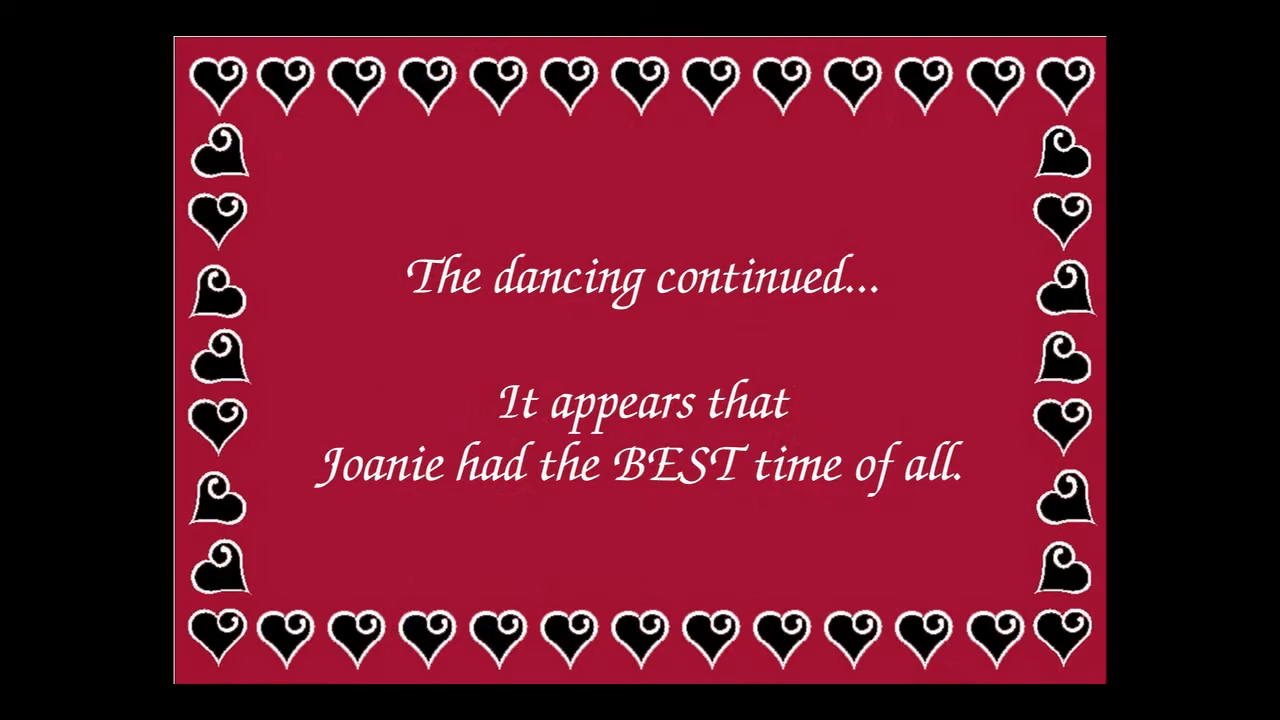 The dancing continued...
It appears that
Joanie had the BEST time of all.